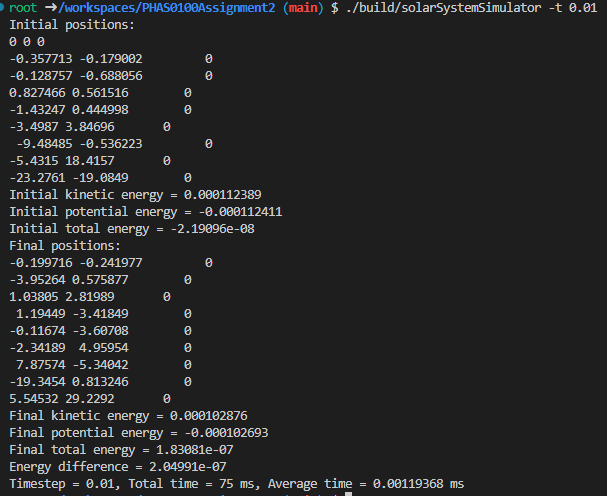 root ➜/workspaces/PHAS0100Assignment2 (main) $ ./build/solarSystemSimulator -t 0.01
Initial positions:
0 0 0
-0.357713 -0.179002         0
-0.128757 -0.688056         0
0.827466 0.561516        0
-1.43247 0.444998        0
-3.4987 3.84696       0
 -9.48485 -0.536223         0
-5.4315 18.4157       0
-23.2761 -19.0849        0
Initial kinetic energy = 0.000112389
Initial potential energy = -0.000112411
Initial total energy = -2.19096e-08
Final positions:
-0.199716 -0.241977         0
-3.95264 0.575877        0
1.03805 2.81989       0
 1.19449 -3.41849        0
-0.11674 -3.60708        0
-2.34189  4.95954        0
 7.87574 -5.34042        0
-19.3454 0.813246        0
5.54532 29.2292       0
Final kinetic energy = 0.000102876
Final potential energy = -0.000102693
Final total energy = 1.83081e-07
Energy difference = 2.04991e-07
Timestep = 0.01, Total time = 75 ms, Average time = 0.00119368 ms